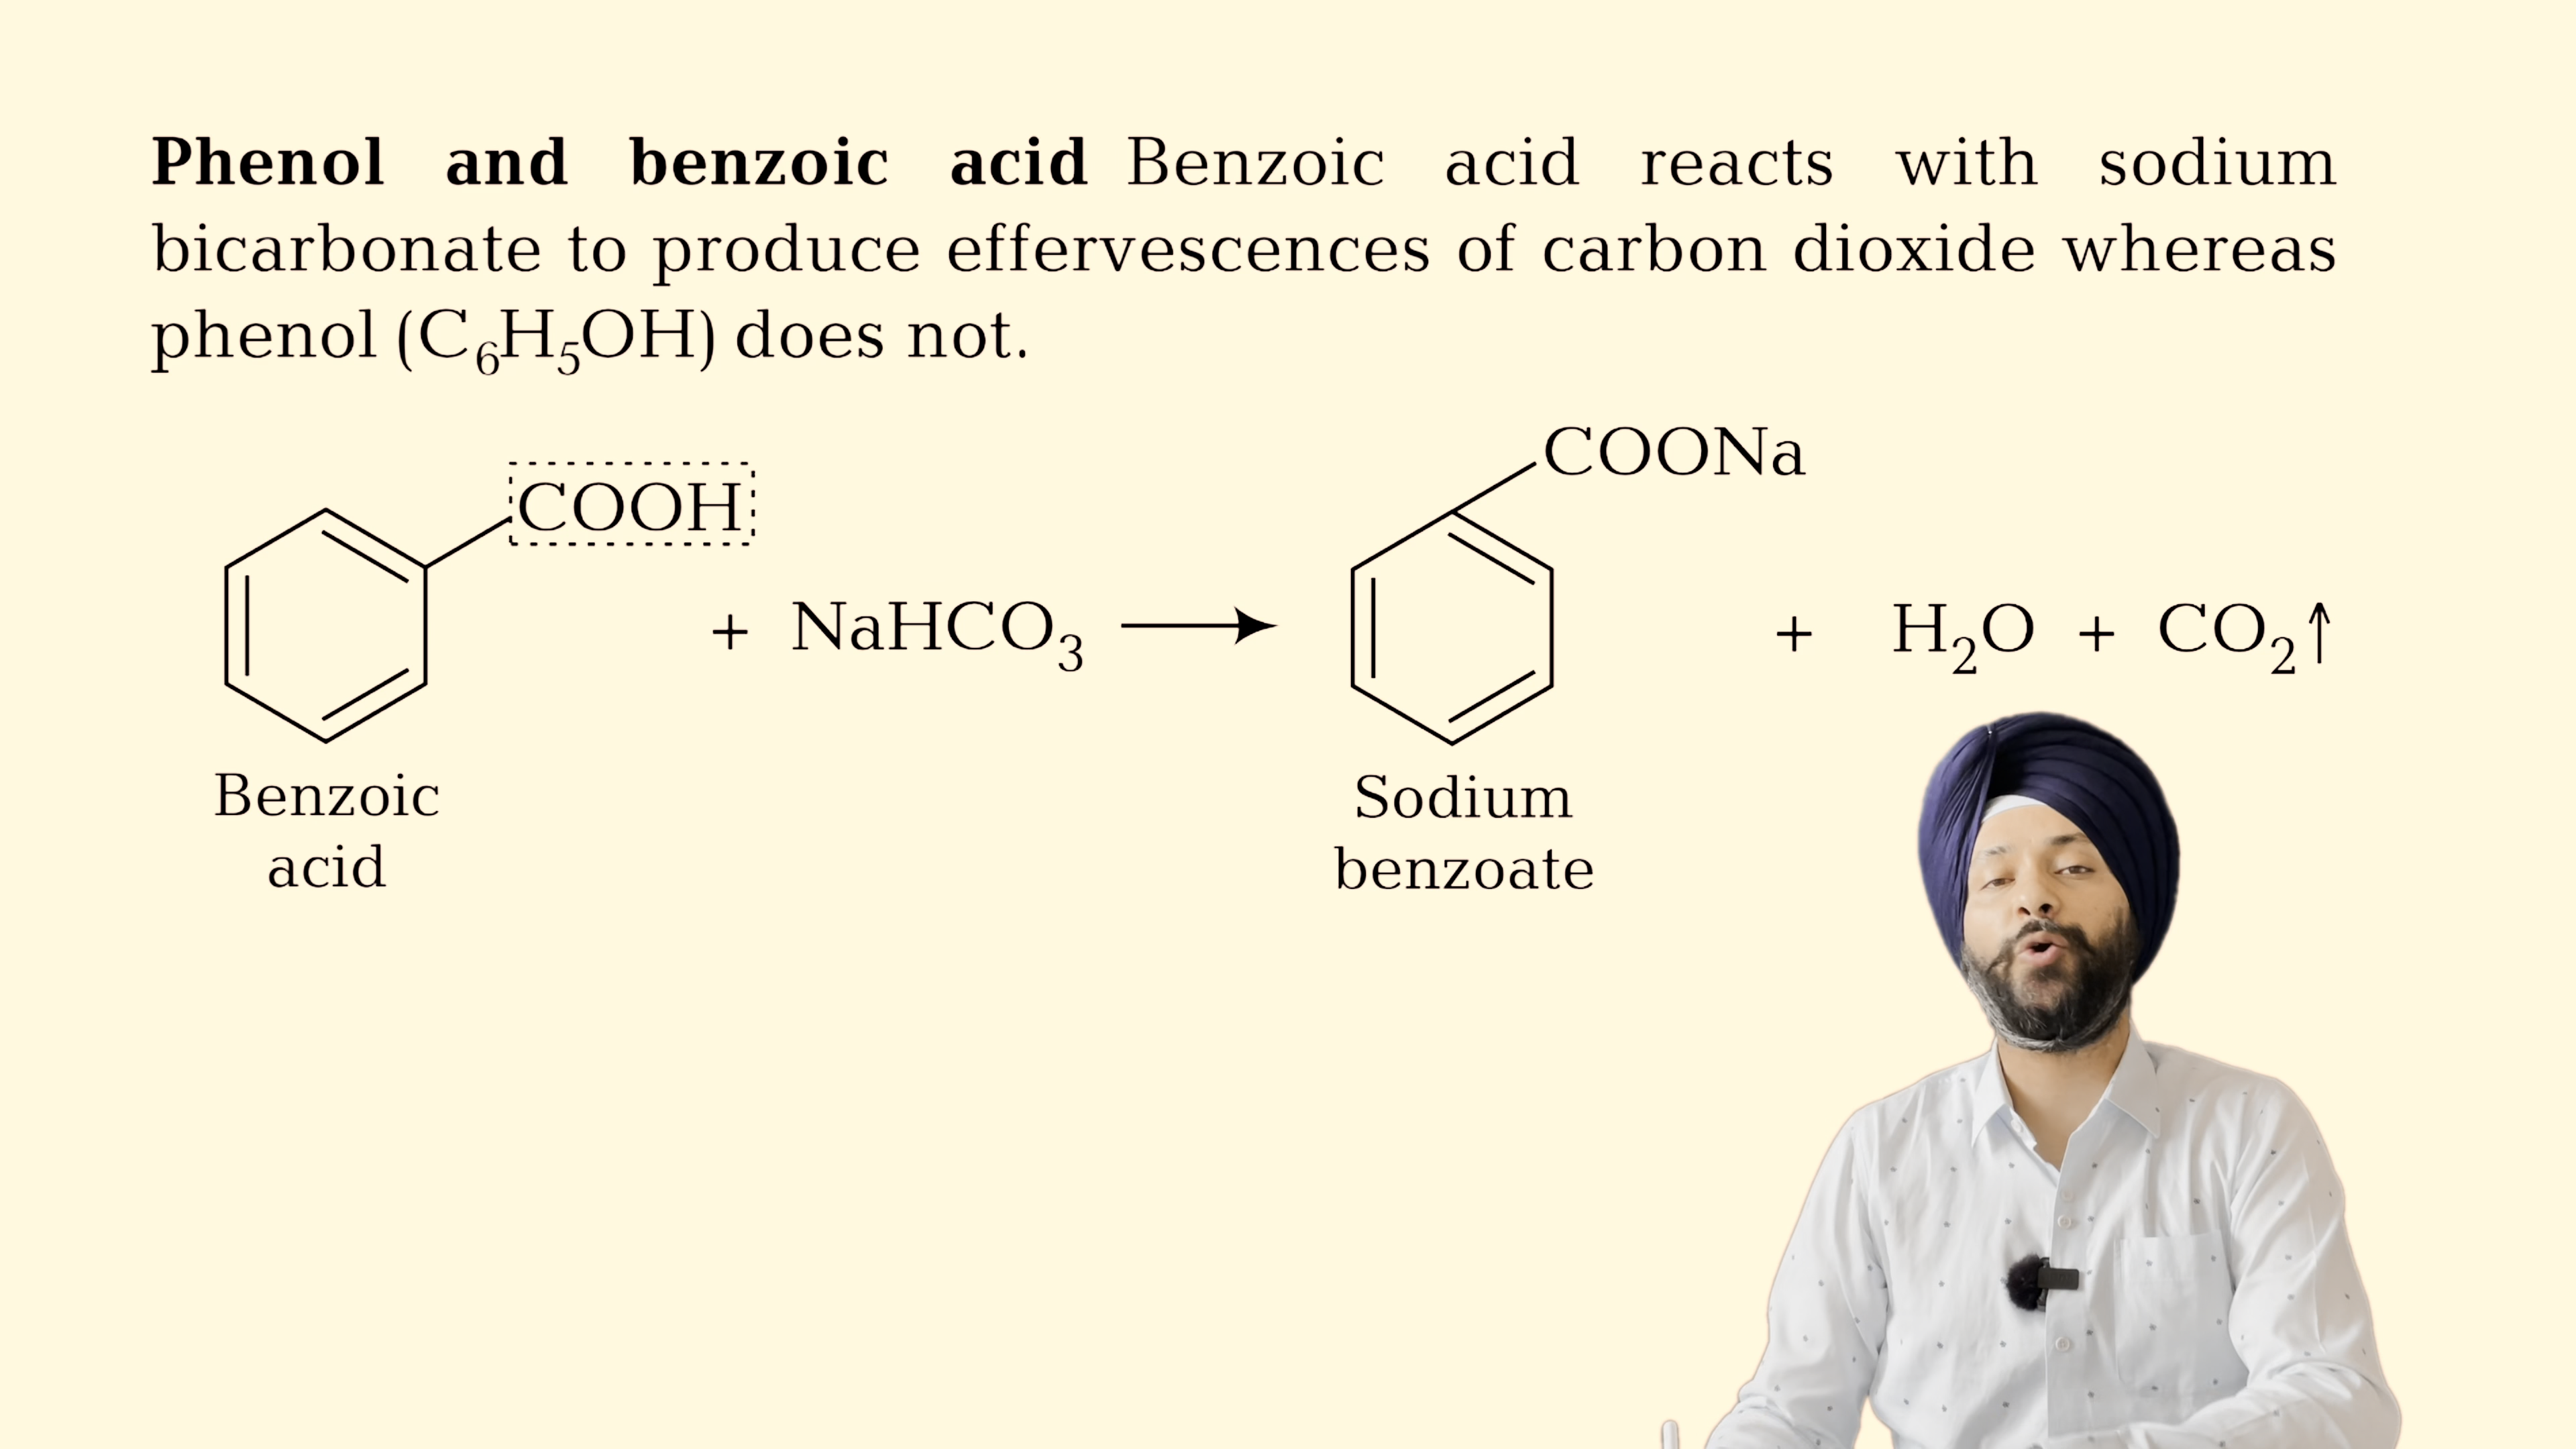 Phenol and benzoic acid Benzoic acid reacts with sodium
bicarbonate to produce effervescences of carbon dioxide whereas
phenol (C₆H₅OH) does not.
COOH
+ NaHCO₃ ⟶
COONa
+ H₂O + CO₂↑
Benzoic
acid
Sodium
benzoate